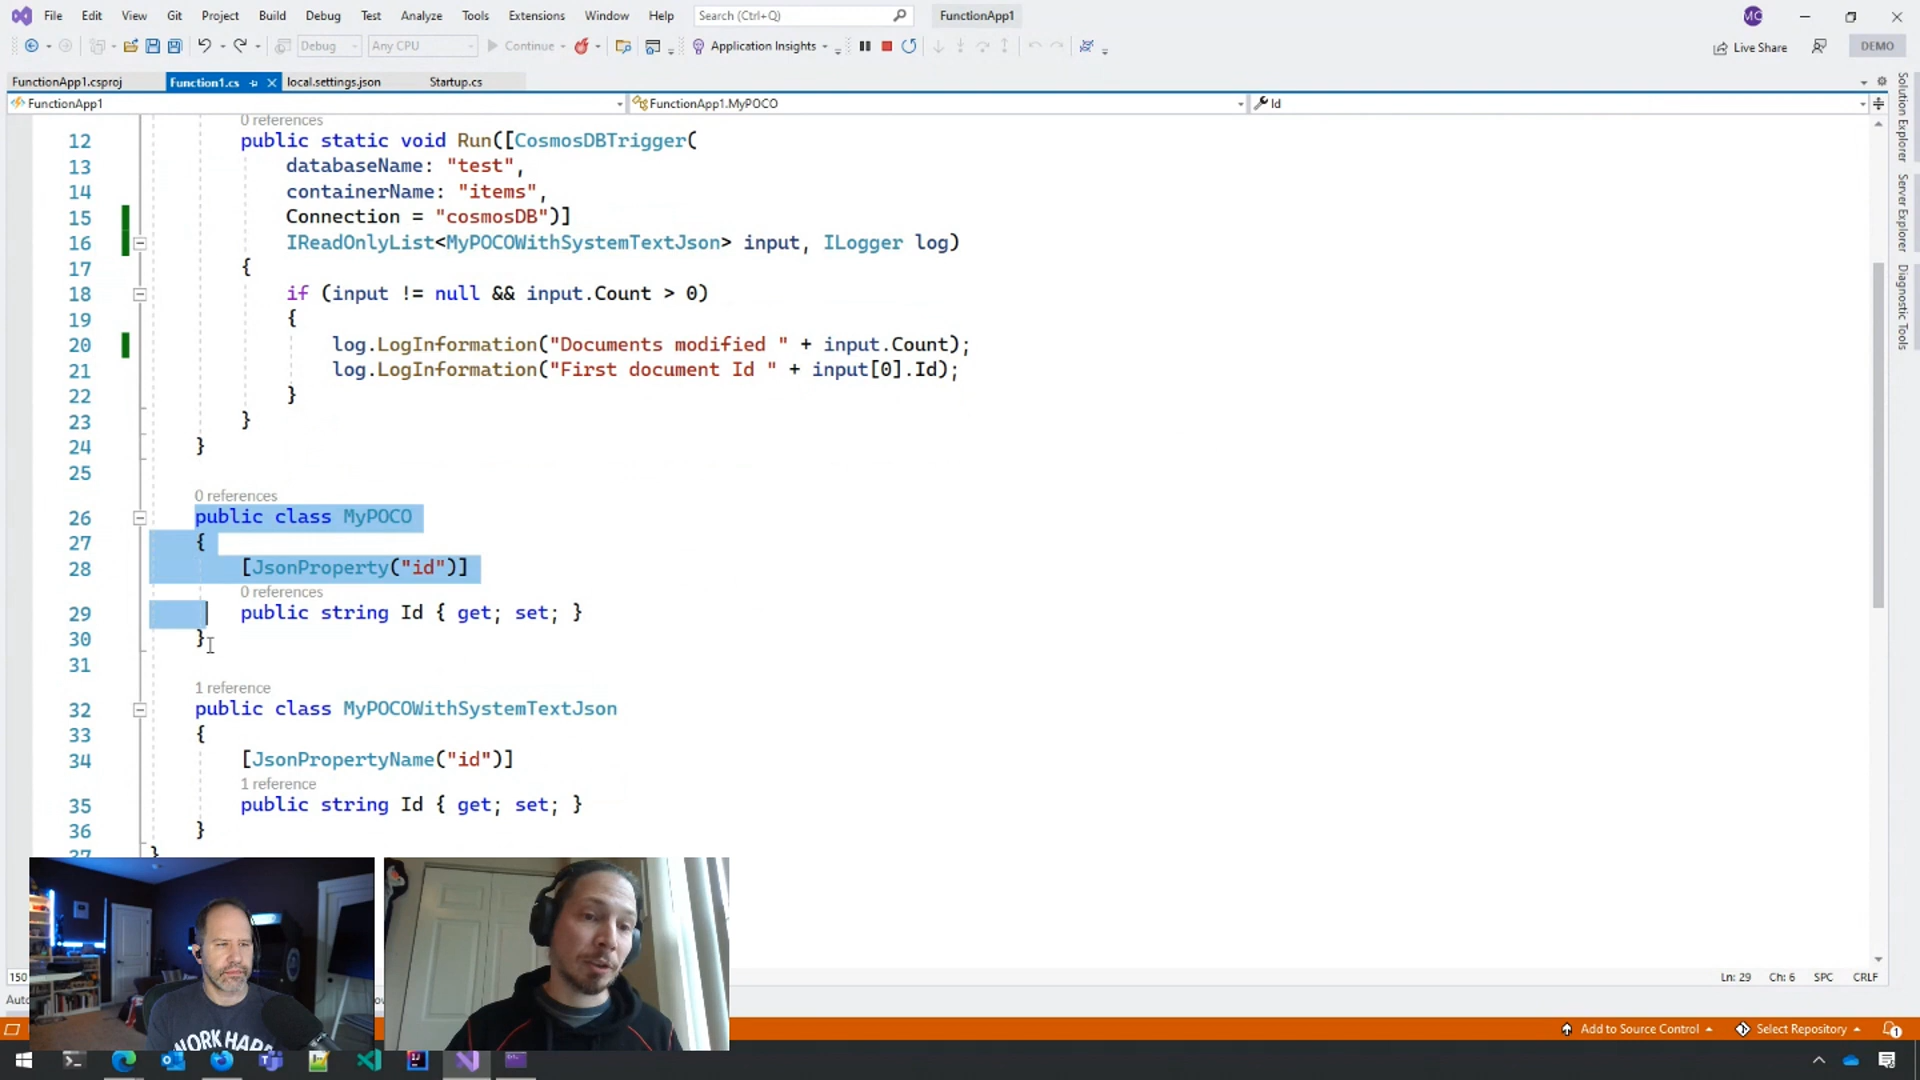 File Edit View Git Project Build Debug Test Analyze Tools Extensions Window Help Search (Ctrl+Q) FunctionApp1 MC
Debug Any CPU Continue Application Insights Live Share DEMO
FunctionApp1.csproj Function1.cs local.settings.json Startup.cs
FunctionApp1 FunctionApp1.MyPOCO Id
Solution Explorer
Server Explorer
Diagnostic Tools
0 references
12 public static void Run([CosmosDBTrigger(
13 databaseName: "test",
14 containerName: "items",
15 Connection = "cosmosDB")]
16 IReadOnlyList<MyPOCOWithSystemTextJson> input, ILogger log)
17 {
18 if (input != null && input.Count > 0)
19 {
20 log.LogInformation("Documents modified " + input.Count);
21 log.LogInformation("First document Id " + input[0].Id);
22 }
23 }
24 }
25
0 references
26 public class MyPOCO
27 {
28 [JsonProperty("id")]
0 references
29 public string Id { get; set; }
30 }
31
1 reference
32 public class MyPOCOWithSystemTextJson
33 {
34 [JsonPropertyName("id")]
1 reference
35 public string Id { get; set; }
36 }
37 }
150 Ln: 29 Ch: 6 SPC CRLF
WORK HARD
Add to Source Control Select Repository 1